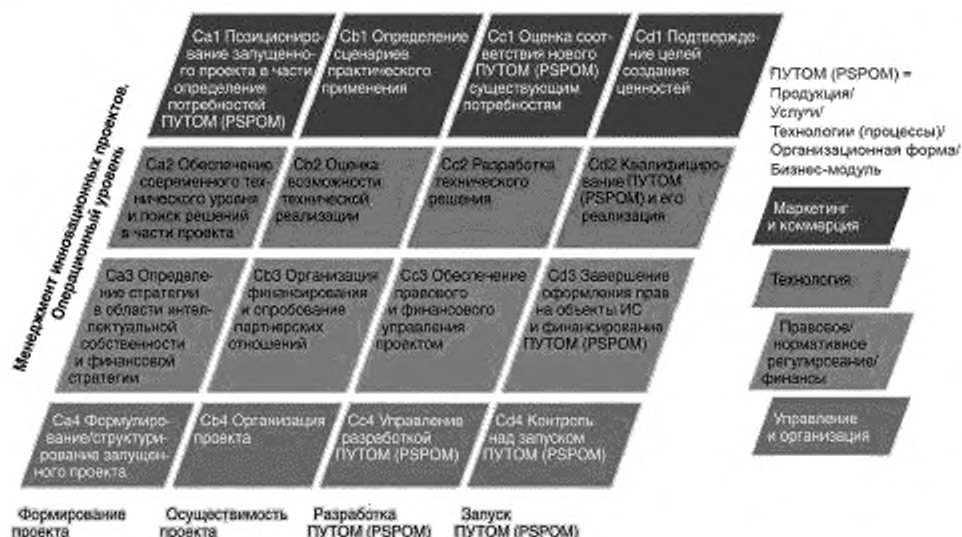 Менеджмент инновационных проектов.
Операционный уровень
Ca1 Позициониро-
вание запущенно-
го проекта в части
определения
потребностей
ПУТОМ (PSPOM)
Cb1 Определение
сценариев
практического
применения
Cc1 Оценка соот-
ветствия нового
ПУТОМ (PSPOM)
существующим
потребностям
Cd1 Подтвержде-
ние целей
создания
ценностей
Ca2 Обеспечение
современного тех-
нического уровня
и поиск решений
в части проекта
Cb2 Оценка
возможности
технической
реализации
Cc2 Разработка
технического
решения
Cd2 Квалифициро-
вание ПУТОМ
(PSPOM) и его
реализация
Ca3 Определе-
ние стратегии
в области интел-
лектуальной
собственности
и финансовой
стратегии
Cb3 Организация
финансирования
и опробование
партнерских
отношений
Cc3 Обеспечение
правового
и финансового
управления
проектом
Cd3 Завершение
оформления прав
на объекты ИС
и финансирование
ПУТОМ (PSPOM)
Ca4 Формулиро-
вание/структури-
рование запущен-
ного проекта
Cb4 Организация
проекта
Cc4 Управление
разработкой
ПУТОМ (PSPOM)
Cd4 Контроль
над запуском
ПУТОМ (PSPOM)
Формирование
проекта
Осуществимость
проекта
Разработка
ПУТОМ (PSPOM)
Запуск
ПУТОМ (PSPOM)
ПУТОМ (PSPOM) =
Продукция/
Услуги/
Технологии (процессы)/
Организационная форма/
Бизнес-модуль
Маркетинг
и коммерция
Технология
Правовое/
нормативное
регулирование/
финансы
Управление
и организация